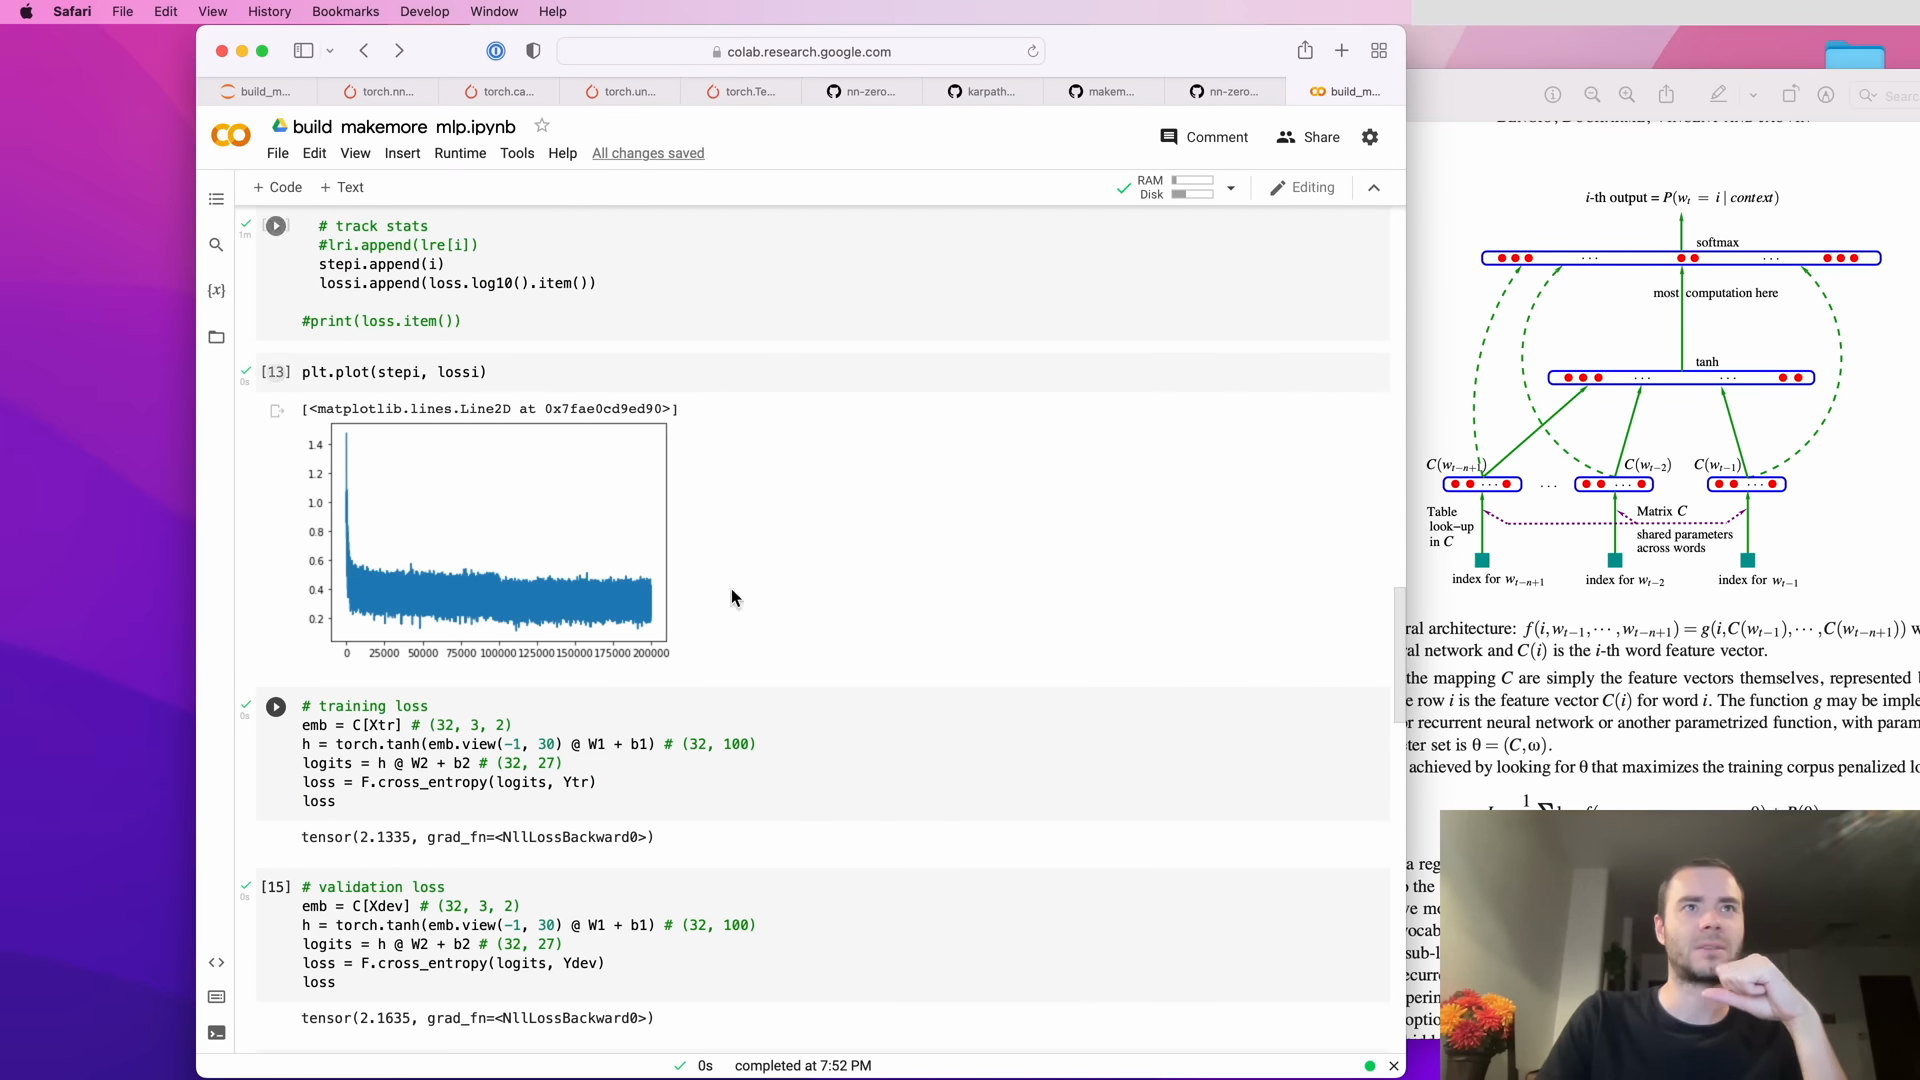 Safari File Edit View History Bookmarks Develop Window Help
colab.research.google.com
build_m... torch.nn... torch.ca... torch.un... torch.Te... nn-zero... karpath... makem... nn-zero... build_m...
build makemore mlp.ipynb
Comment Share
File Edit View Insert Runtime Tools Help All changes saved
+ Code + Text
RAM
Disk
Editing
1m
# track stats
#lri.append(lre[i])
stepi.append(i)
lossi.append(loss.log10().item())
#print(loss.item())
0s
[13] plt.plot(stepi, lossi)
[<matplotlib.lines.Line2D at 0x7fae0cd9ed90>]
1.4
1.2
1.0
0.8
0.6
0.4
0.2
0 25000 50000 75000 100000 125000 150000 175000 200000
0s
# training loss
emb = C[Xtr] # (32, 3, 2)
h = torch.tanh(emb.view(-1, 30) @ W1 + b1) # (32, 100)
logits = h @ W2 + b2 # (32, 27)
loss = F.cross_entropy(logits, Ytr)
loss
tensor(2.1335, grad_fn=<NllLossBackward0>)
0s
[15] # validation loss
emb = C[Xdev] # (32, 3, 2)
h = torch.tanh(emb.view(-1, 30) @ W1 + b1) # (32, 100)
logits = h @ W2 + b2 # (32, 27)
loss = F.cross_entropy(logits, Ydev)
loss
tensor(2.1635, grad_fn=<NllLossBackward0>)
0s completed at 7:52 PM
Searc
i-th output = P(w_t = i | context)
softmax
most computation here
tanh
C(w_{t−n+1}) C(w_{t−2}) C(w_{t−1})
Table
look−up
in C
Matrix C
shared parameters
across words
index for w_{t−n+1} index for w_{t−2} index for w_{t−1}
ral architecture: f(i,w_{t−1},···,w_{t−n+1}) = g(i,C(w_{t−1}),···,C(w_{t−n+1})) w
al network and C(i) is the i-th word feature vector.
the mapping C are simply the feature vectors themselves, represented
e row i is the feature vector C(i) for word i. The function g may be imple
r recurrent neural network or another parametrized function, with param
ter set is θ = (C,ω).
achieved by looking for θ that maximizes the training corpus penalized lo
a reg
o the
ve mo
vocab
sub-l
ecurr
perin
optio